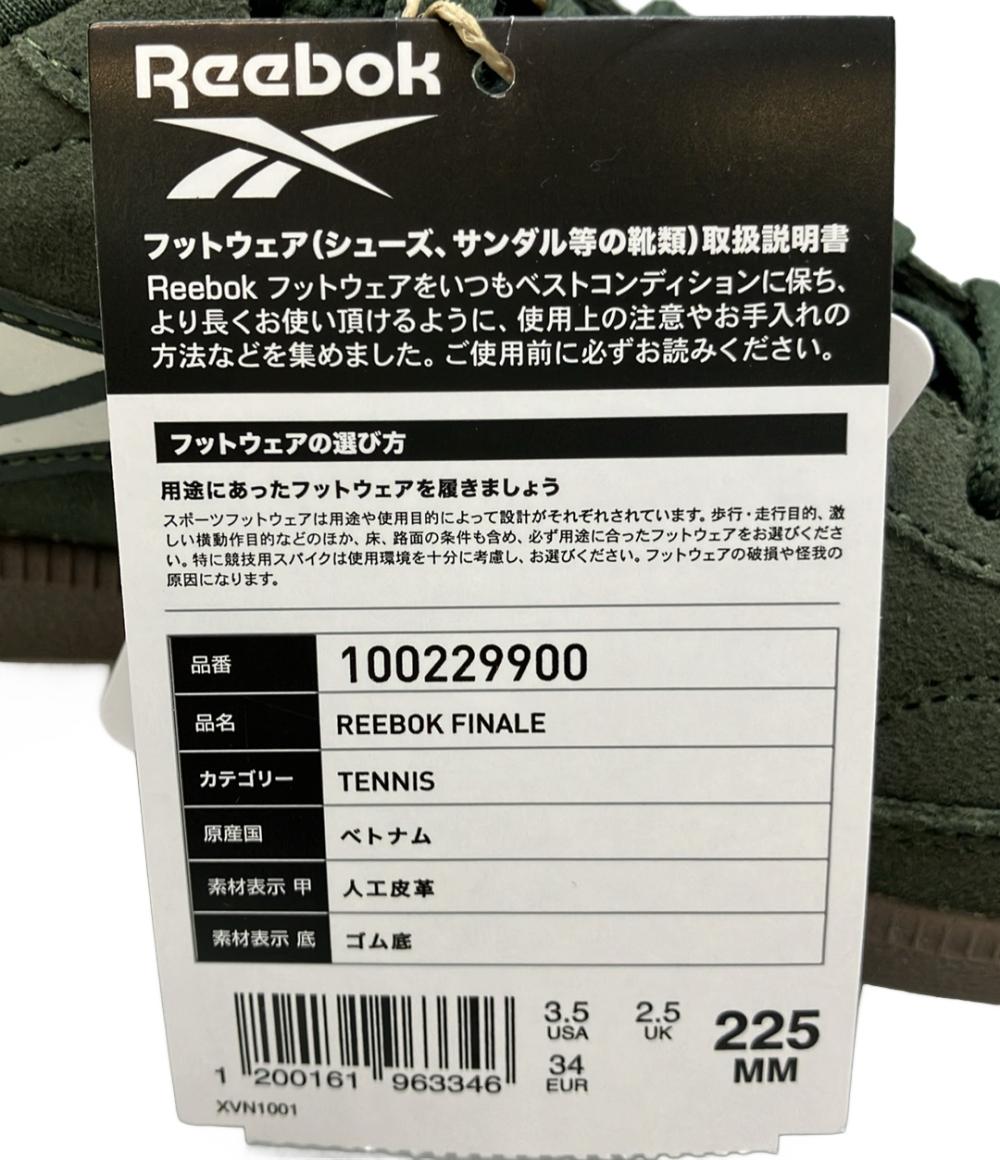 Reebok
フットウェア(シューズ、サンダル等の靴類)取扱説明書
Reebok フットウェアをいつもベストコンディションに保ち、
より長くお使い頂けるように、使用上の注意やお手入れの
方法などを集めました。ご使用前に必ずお読みください。
フットウェアの選び方
用途にあったフットウェアを履きましょう
スポーツフットウェアは用途や使用目的によって設計がそれぞれされています。歩行・走行目的、激
しい横動作目的などのほか、床、路面の条件も含め、必ず用途に合ったフットウェアをお選びくださ
い。特に競技用スパイクは使用環境を十分に考慮し、お選びください。フットウェアの破損や怪我の
原因になります。
品番 100229900
品名 REEBOK FINALE
カテゴリー TENNIS
原産国 ベトナム
素材表示 甲 人工皮革
素材表示 底 ゴム底
3.5 2.5 225
USA UK MM
34
EUR
1 200161 963346
XVN1001